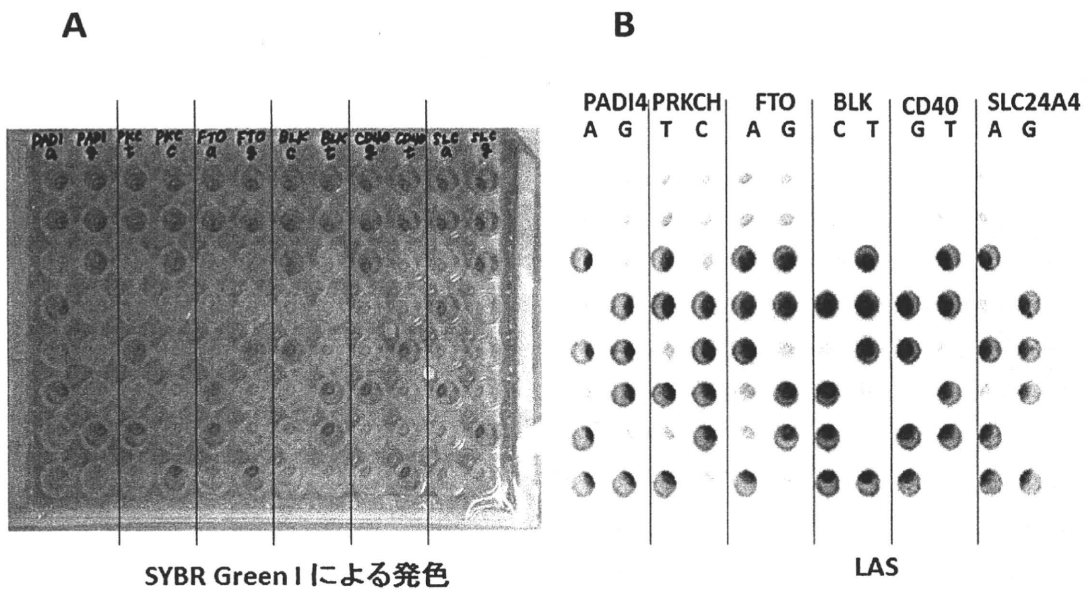 A
B
PADI4 PRKCH FTO BLK CD40 SLC24A4
A G T C A G C T G T A G
PADI PADI PKC PKC FTO FTO BLK BLK CD40 CD40 SLC SLC
a g t c a g c t g t a g
SYBR Green I による発色
LAS